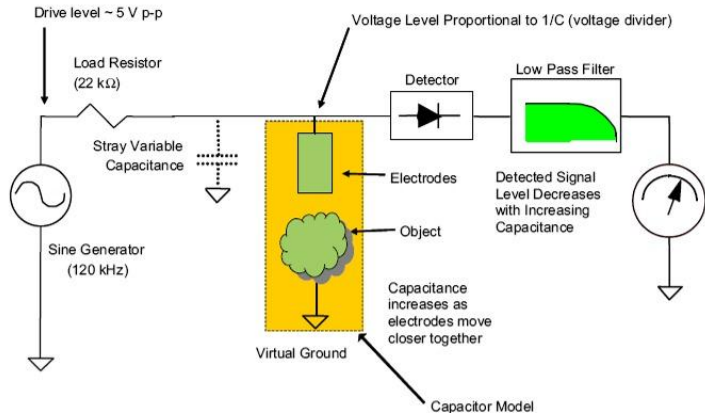 Drive level ~ 5 V p-p
Voltage Level Proportional to 1/C (voltage divider)
Load Resistor
(22 kΩ)
Detector
Low Pass Filter
Stray Variable
Capacitance
Electrodes
Detected Signal
Level Decreases
with Increasing
Capacitance
Object
Sine Generator
(120 kHz)
Capacitance
increases as
electrodes move
closer together
Virtual Ground
Capacitor Model